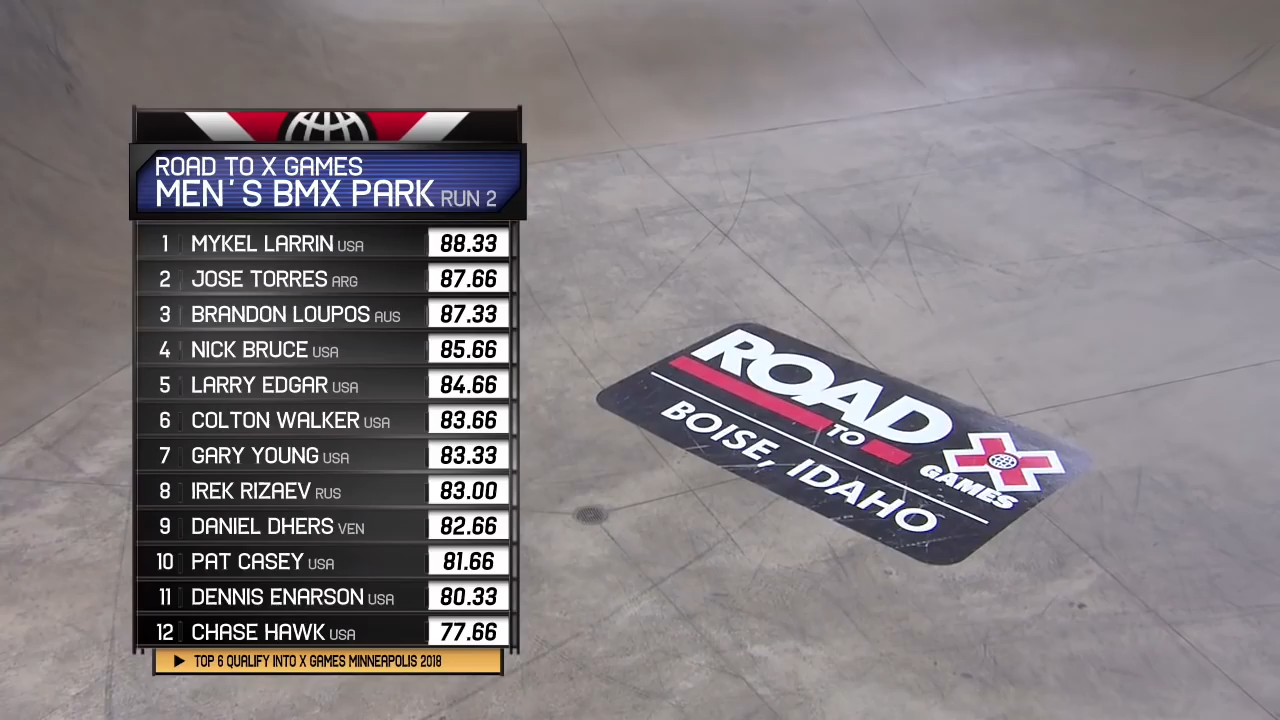 ROAD TO X GAMES
MEN'S BMX PARK RUN 2
1 MYKEL LARRIN USA 88.33
2 JOSE TORRES ARG 87.66
3 BRANDON LOUPOS AUS 87.33
4 NICK BRUCE USA 85.66
5 LARRY EDGAR USA 84.66
6 COLTON WALKER USA 83.66
7 GARY YOUNG USA 83.33
8 IREK RIZAEV RUS 83.00
9 DANIEL DHERS VEN 82.66
10 PAT CASEY USA 81.66
11 DENNIS ENARSON USA 80.33
12 CHASE HAWK USA 77.66
TOP 6 QUALIFY INTO X GAMES MINNEAPOLIS 2018
ROAD
TO
X GAMES
BOISE, IDAHO